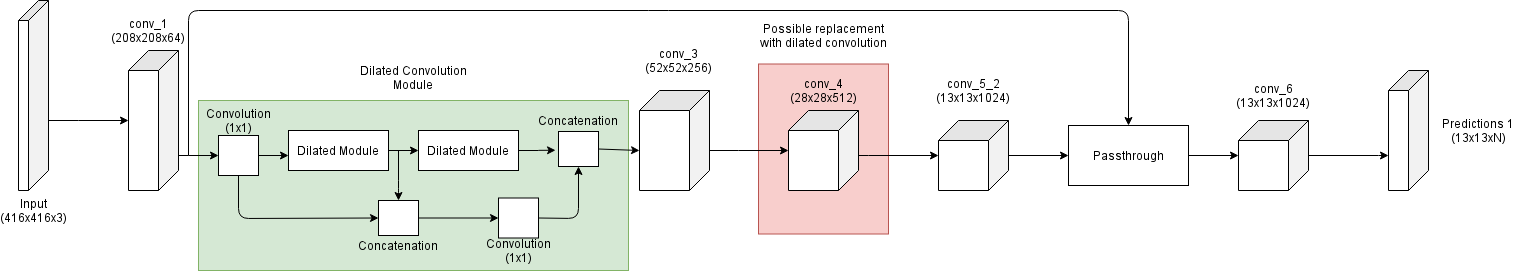 Input
(416x416x3)
conv_1
(208x208x64)
Dilated Convolution
Module
Convolution
(1x1)
Dilated Module
Dilated Module
Concatenation
Concatenation
Convolution
(1x1)
conv_3
(52x52x256)
Possible replacement
with dilated convolution
conv_4
(28x28x512)
conv_5_2
(13x13x1024)
Passthrough
conv_6
(13x13x1024)
Predictions 1
(13x13xN)